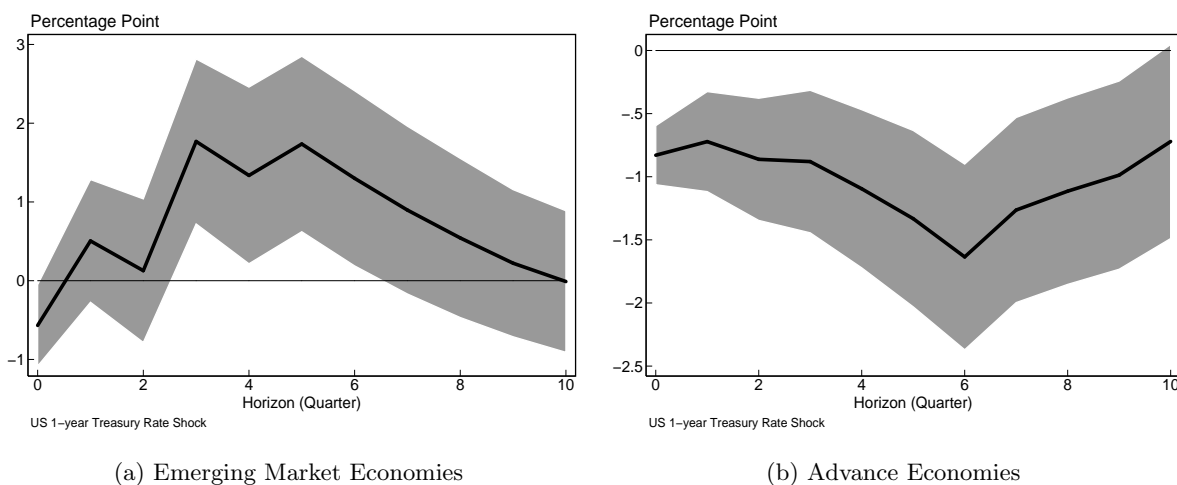 Percentage Point
3
2
1
0
−1
0
2
4
6
8
10
Horizon (Quarter)
US 1−year Treasury Rate Shock
(a) Emerging Market Economies
Percentage Point
0
−.5
−1
−1.5
−2
−2.5
0
2
4
6
8
10
Horizon (Quarter)
US 1−year Treasury Rate Shock
(b) Advance Economies